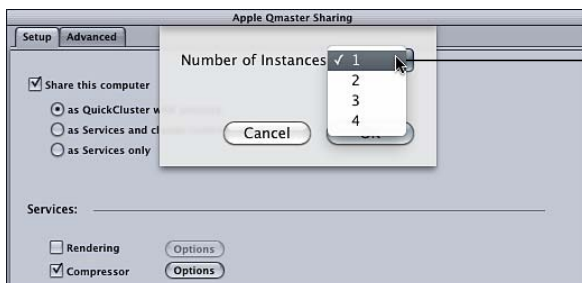 Apple Qmaster Sharing
Setup Advanced
Number of Instances ✓ 1
2
3
4
Share this computer
as QuickCluster
as Services and
as Services only
Cancel
Services:
Rendering Options
Compressor Options